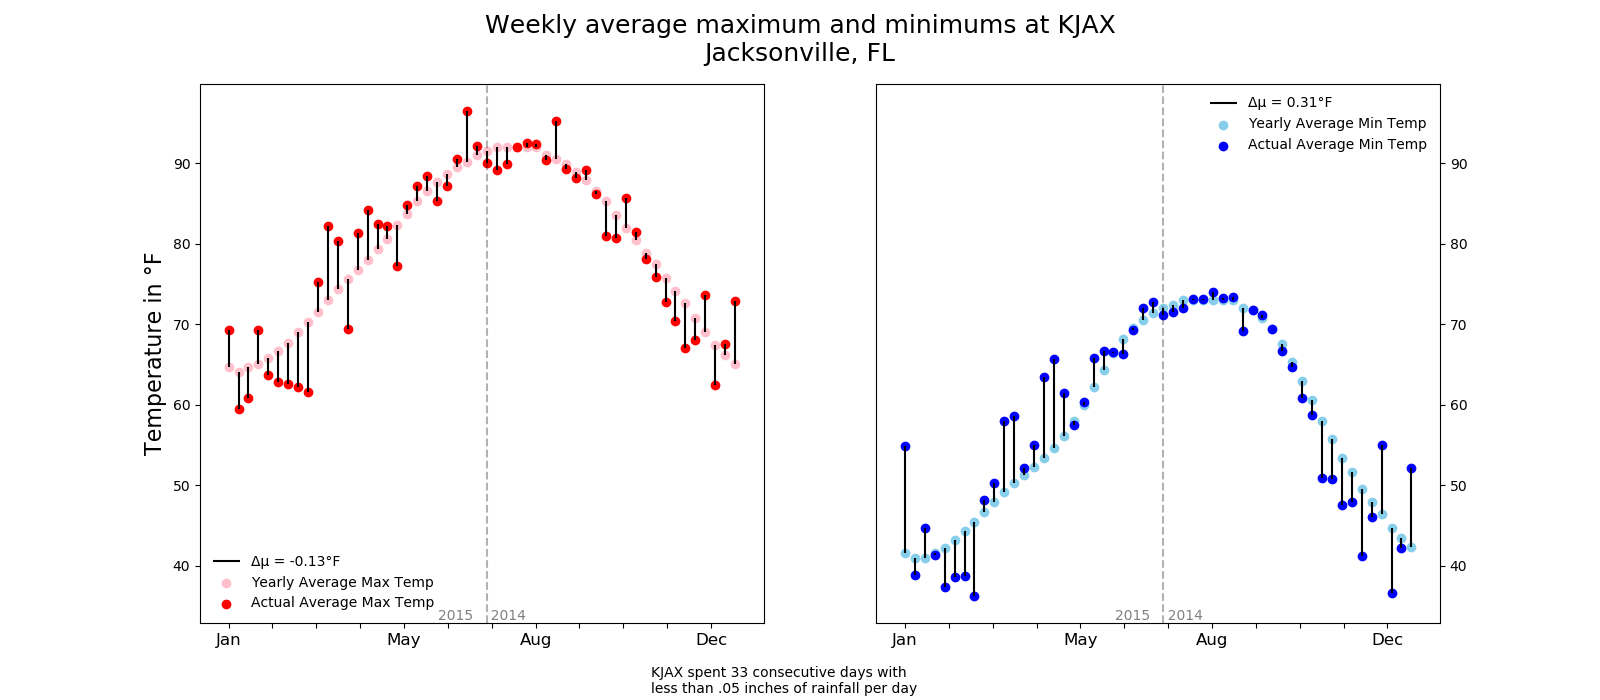 Weekly average maximum and minimums at KJAX
Jacksonville, FL
Temperature in °F
90
80
70
60
50
40
Δμ = -0.13°F
Yearly Average Max Temp
Actual Average Max Temp
2015 2014
Jan May Aug Dec
Δμ = 0.31°F
Yearly Average Min Temp
Actual Average Min Temp
90
80
70
60
50
40
2015 2014
Jan May Aug Dec
KJAX spent 33 consecutive days with
less than .05 inches of rainfall per day